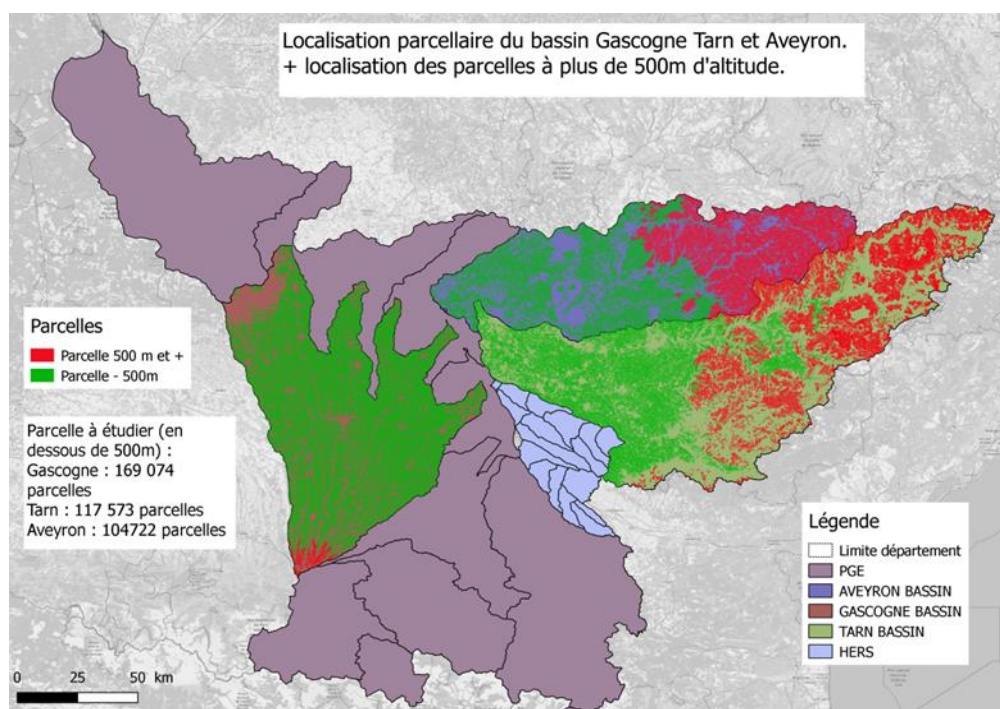 Localisation parcellaire du bassin Gascogne Tarn et Aveyron.
+ localisation des parcelles à plus de 500m d'altitude.
Parcelles
Parcelle 500 m et +
Parcelle - 500m
Parcelle à étudier (en
dessous de 500m) :
Gascogne : 169 074
parcelles
Tarn : 117 573 parcelles
Aveyron : 104722 parcelles
Légende
Limite département
PGE
AVEYRON BASSIN
GASCOGNE BASSIN
TARN BASSIN
HERS
0 25 50 km